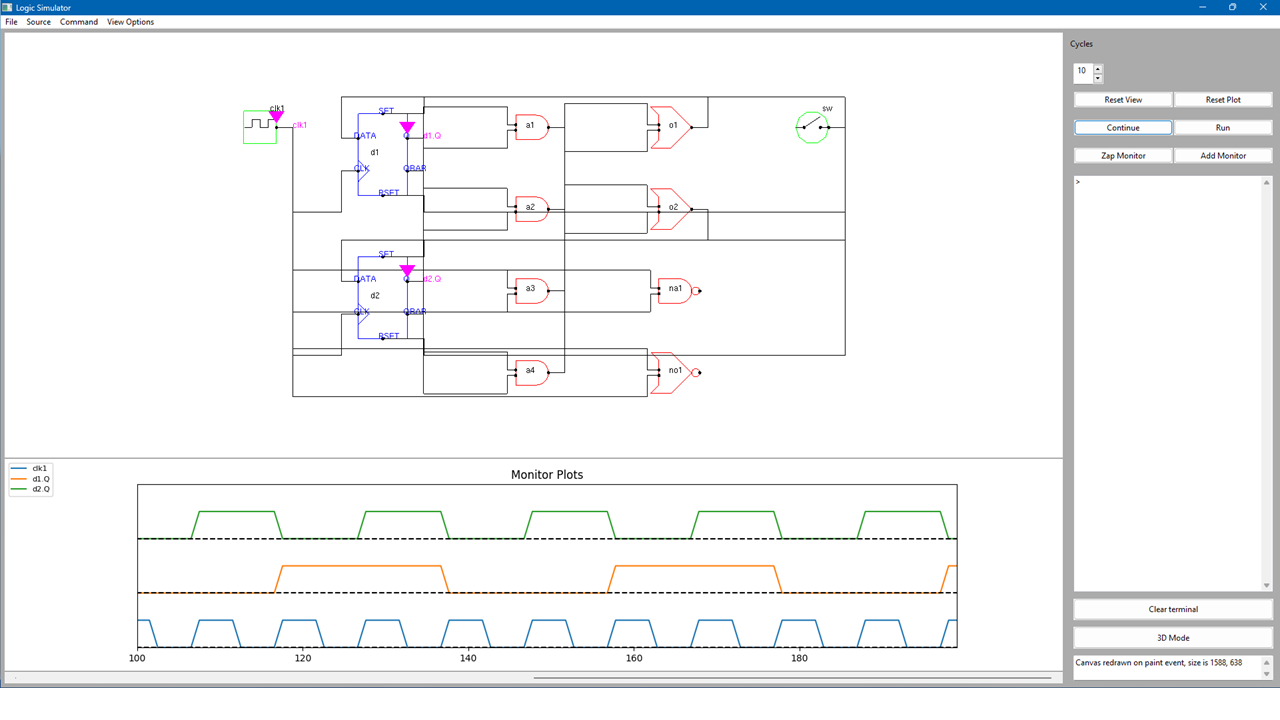 Logic Simulator
File Source Command View Options
Cycles
10
Reset View Reset Plot
Continue Run
Zap Monitor Add Monitor
>
clk1
clk1
SET
DATA
Q
d1.Q
d1
CLK
QBAR
RSET
a1
o1
sw
a2
o2
SET
DATA
Q
d2.Q
d2
CLK
QBAR
RSET
a3
na1
a4
no1
clk1
d1.Q
d2.Q
Monitor Plots
100 120 140 160 180
Clear terminal
3D Mode
Canvas redrawn on paint event, size is 1588, 638